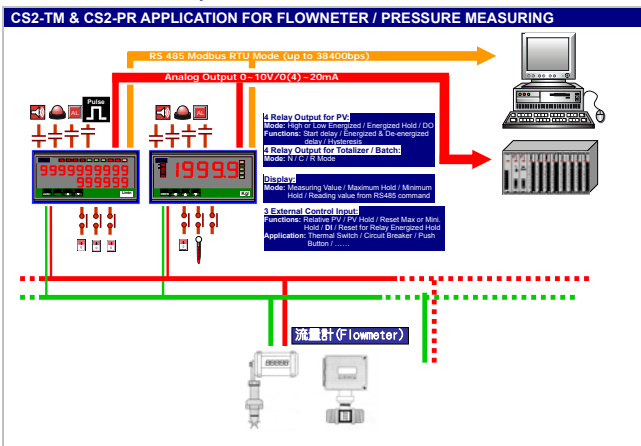 CS2-TM & CS2-PR APPLICATION FOR FLOWNETER / PRESSURE MEASURING
RS 485 Modbus RTU Mode (up to 38400bps)
Analog Output 0~10V/0(4)~20mA
Pulse
AL
AL
4 Relay Output for PV:
Mode: High or Low Energized / Energized Hold / DO
Functions: Start delay / Energized & De-energized
delay / Hysteresis
4 Relay Output for Totalizer / Batch:
Mode: N / C / R Mode
Display:
Mode: Measuring Value / Maximum Hold / Minimum
Hold / Reading value from RS485 command
3 External Control Input:
Functions: Relative PV / PV Hold / Reset Max or Mini.
Hold / DI / Reset for Relay Energized Hold
Application: Thermal Switch / Circuit Breaker / Push
Button / ......
99999999999
999999
L/min
1999.9
Kg
流量計(Flowmeter)